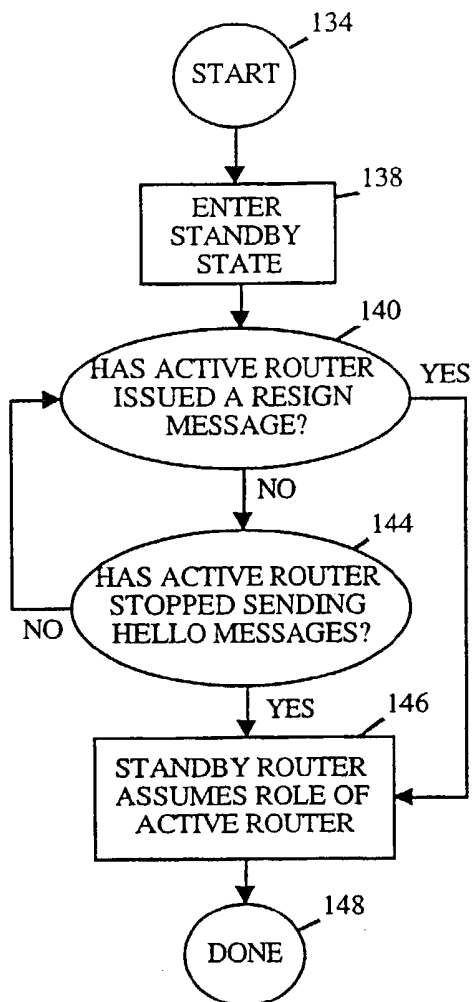 134
START
138
ENTER
STANDBY
STATE
140
HAS ACTIVE ROUTER
ISSUED A RESIGN
MESSAGE?
YES
NO
144
HAS ACTIVE ROUTER
STOPPED SENDING
HELLO MESSAGES?
NO
YES
146
STANDBY ROUTER
ASSUMES ROLE OF
ACTIVE ROUTER
148
DONE